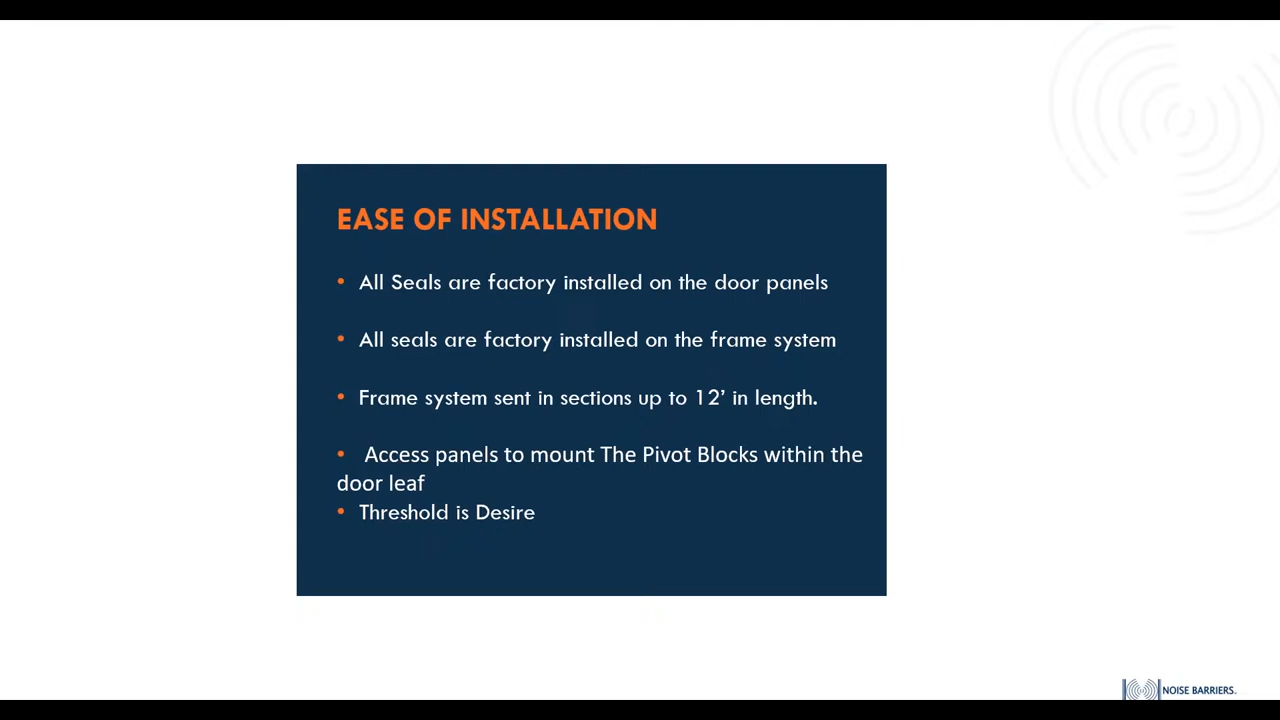 EASE OF INSTALLATION
• All Seals are factory installed on the door panels
• All seals are factory installed on the frame system
• Frame system sent in sections up to 12’ in length.
• Access panels to mount The Pivot Blocks within the
door leaf
• Threshold is Desire
NOISE BARRIERS.